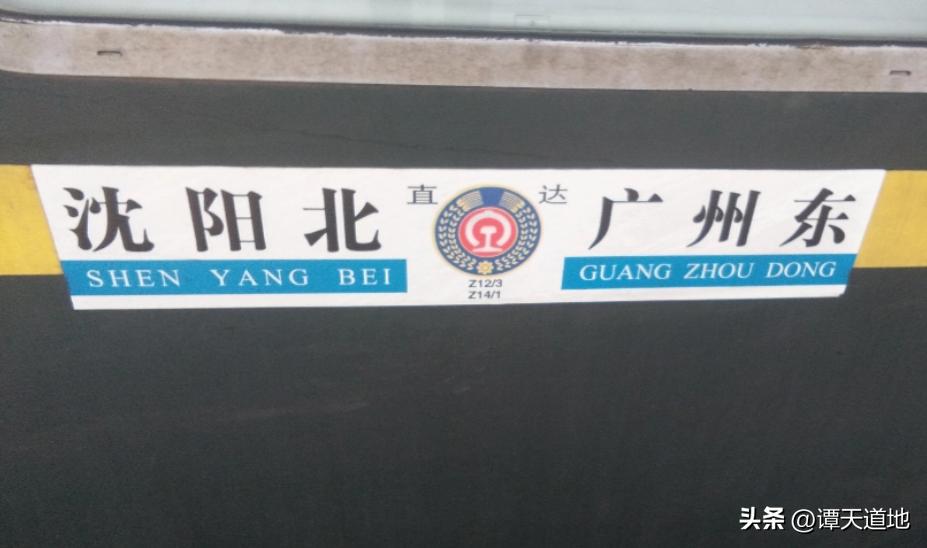 沈阳北 直达 广州东
SHEN YANG BEI GUANG ZHOU DONG
Z12/3
Z14/1
头条 @谭天道地